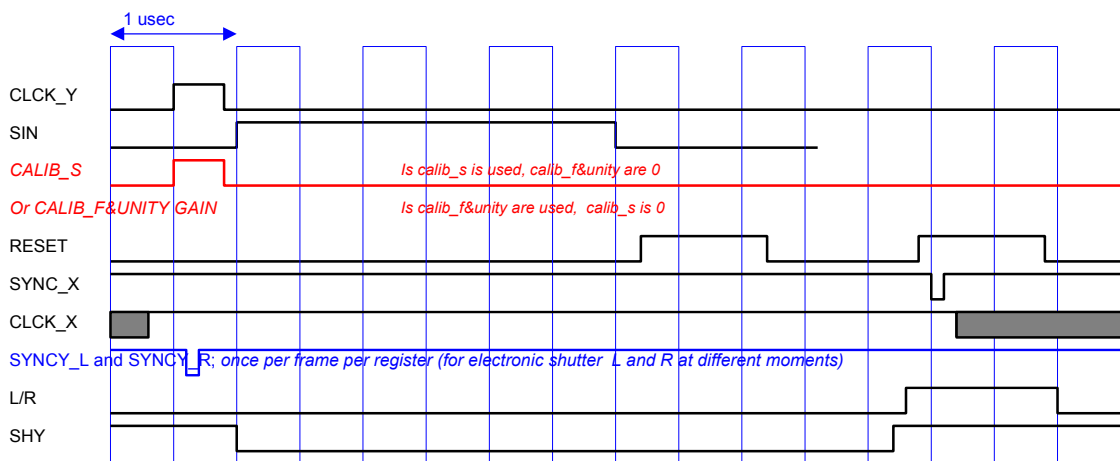 1 usec
CLCK_Y
SIN
CALIB_S Is calib_s is used, calib_f&unity are 0
Or CALIB_F&UNITY GAIN Is calib_f&unity are used, calib_s is 0
RESET
SYNC_X
CLCK_X
SYNCY_L and SYNCY_R; once per frame per register (for electronic shutter L and R at different moments)
L/R
SHY